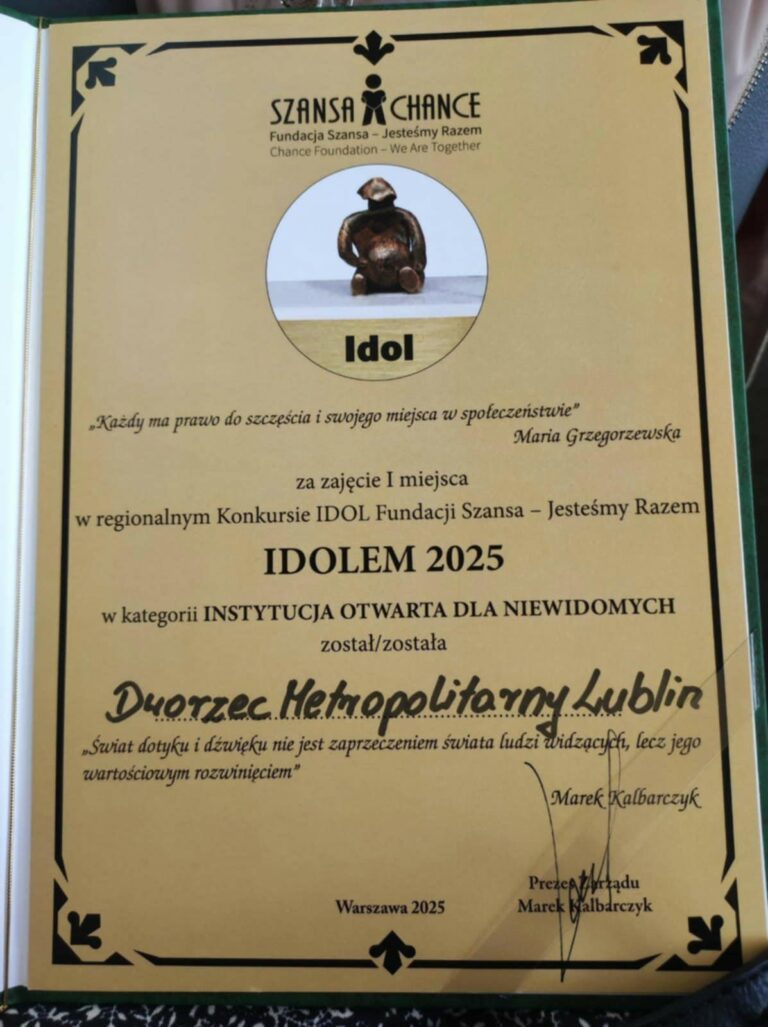 SZANSA CHANCE
Fundacja Szansa – Jesteśmy Razem
Chance Foundation – We Are Together
Idol
„Każdy ma prawo do szczęścia i swojego miejsca w społeczeństwie”
Maria Grzegorzewska
za zajęcie I miejsca
w regionalnym Konkursie IDOL Fundacji Szansa – Jesteśmy Razem
IDOLEM 2025
w kategorii INSTYTUCJA OTWARTA DLA NIEWIDOMYCH
został/została
Dworzec Metropolitarny Lublin
„Świat dotyku i dźwięku nie jest zaprzeczeniem świata ludzi widzących, lecz jego
wartościowym rozwinięciem”
Marek Kalbarczyk
Prezes Zarządu
Warszawa 2025
Marek Kalbarczyk